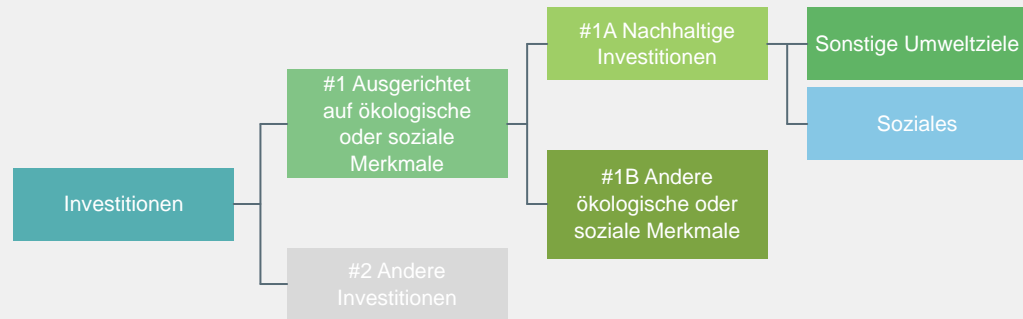 Investitionen
#1 Ausgerichtet
auf ökologische
oder soziale
Merkmale
#2 Andere
Investitionen
#1A Nachhaltige
Investitionen
#1B Andere
ökologische oder
soziale Merkmale
Sonstige Umweltziele
Soziales